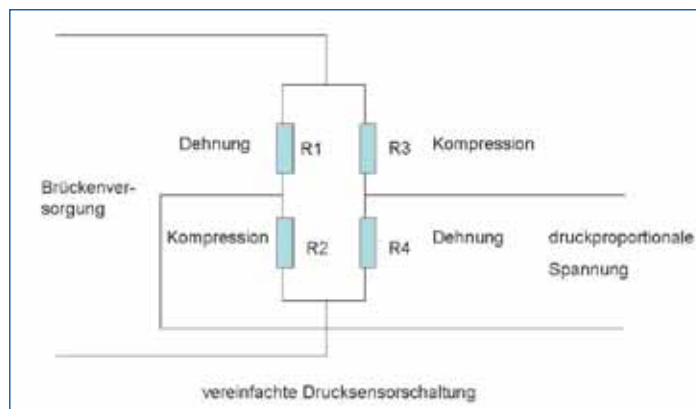 Dehnung
R1
R3
Kompression
Brückenver-
sorgung
Kompression
R2
R4
Dehnung
druckproportionale
Spannung
vereinfachte Drucksensorschaltung